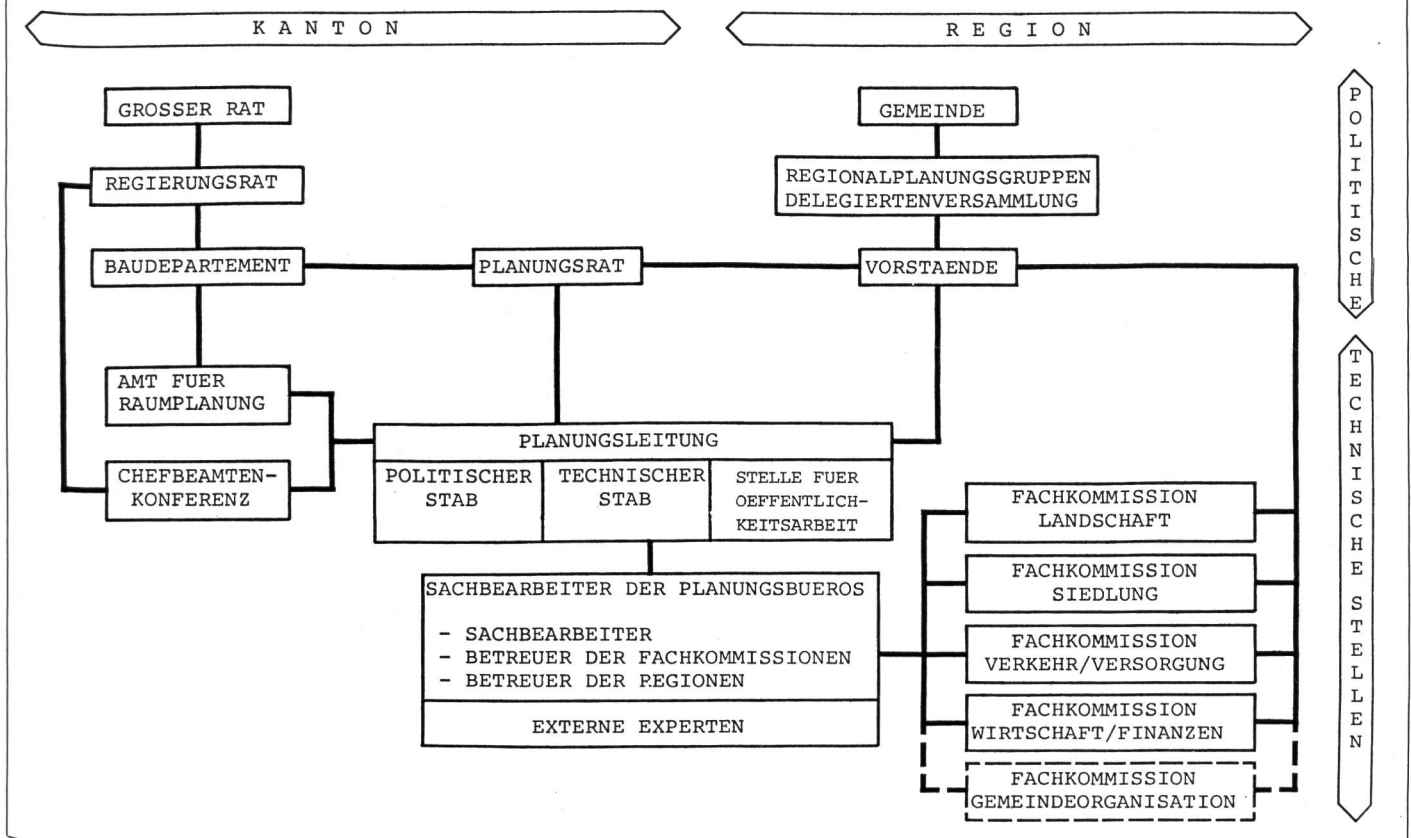 KANTON
REGION
GROSSER RAT
GEMEINDE
REGIERUNGSRAT
REGIONALPLANUNGSGRUPPEN
DELEGIERTENVERSAMMLUNG
BAUDEPARTEMENT
PLANUNGSRAT
VORSTAENDE
AMT FUER
RAUMPLANUNG
CHEFBEAMTEN-
KONFERENZ
PLANUNGSLEITUNG
POLITISCHER
STAB
TECHNISCHER
STAB
STELLE FUER
OEFFENTLICH-
KEITSARBEIT
SACHBEARBEITER DER PLANUNGSBUEROS
- SACHBEARBEITER
- BETREUER DER FACHKOMMISSIONEN
- BETREUER DER REGIONEN
EXTERNE EXPERTEN
FACHKOMMISSION
LANDSCHAFT
FACHKOMMISSION
SIEDLUNG
FACHKOMMISSION
VERKEHR/VERSORGUNG
FACHKOMMISSION
WIRTSCHAFT/FINANZEN
FACHKOMMISSION
GEMEINDEORGANISATION
POLITISCHE
TECHNISCHE STELLEN